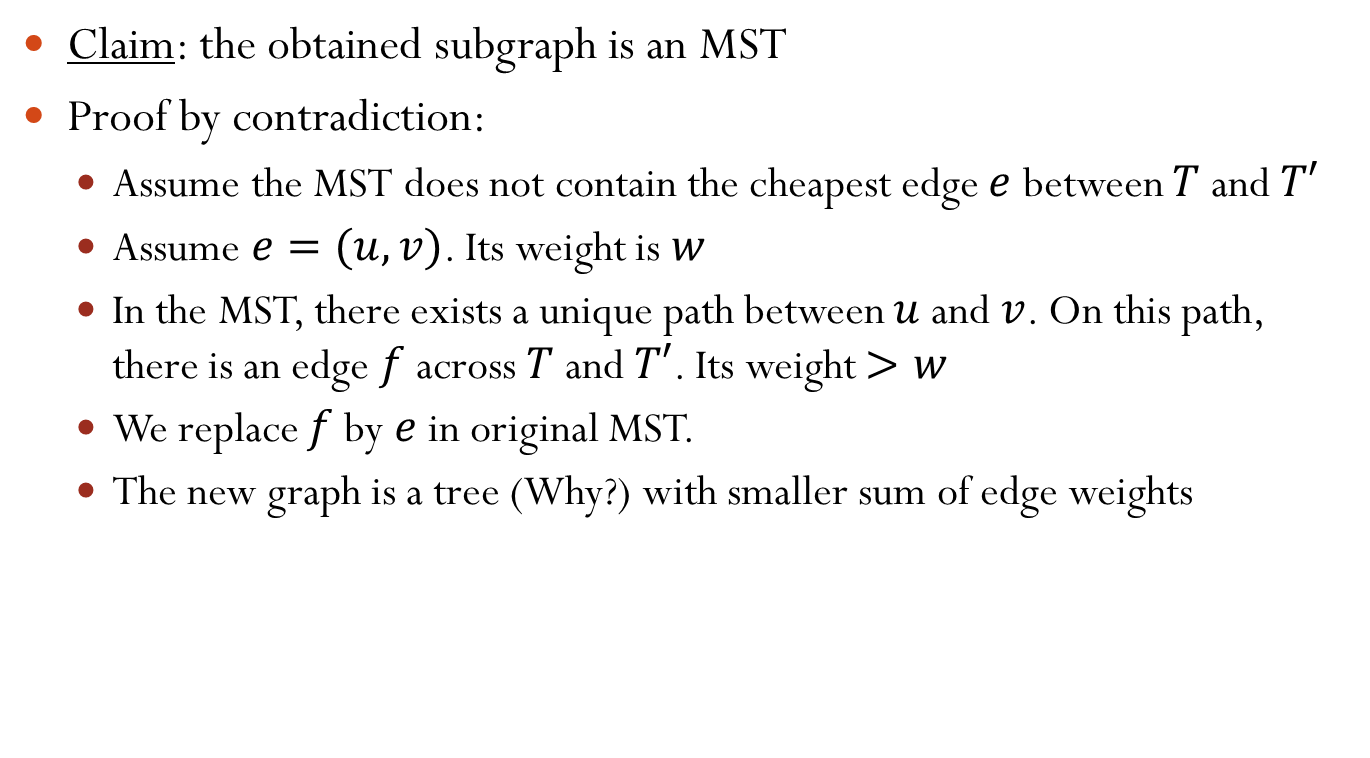 • Claim: the obtained subgraph is an MST
• Proof by contradiction:
• Assume the MST does not contain the cheapest edge e between T and T′
• Assume e = (u, v). Its weight is w
• In the MST, there exists a unique path between u and v. On this path,
there is an edge f across T and T′. Its weight > w
• We replace f by e in original MST.
• The new graph is a tree (Why?) with smaller sum of edge weights